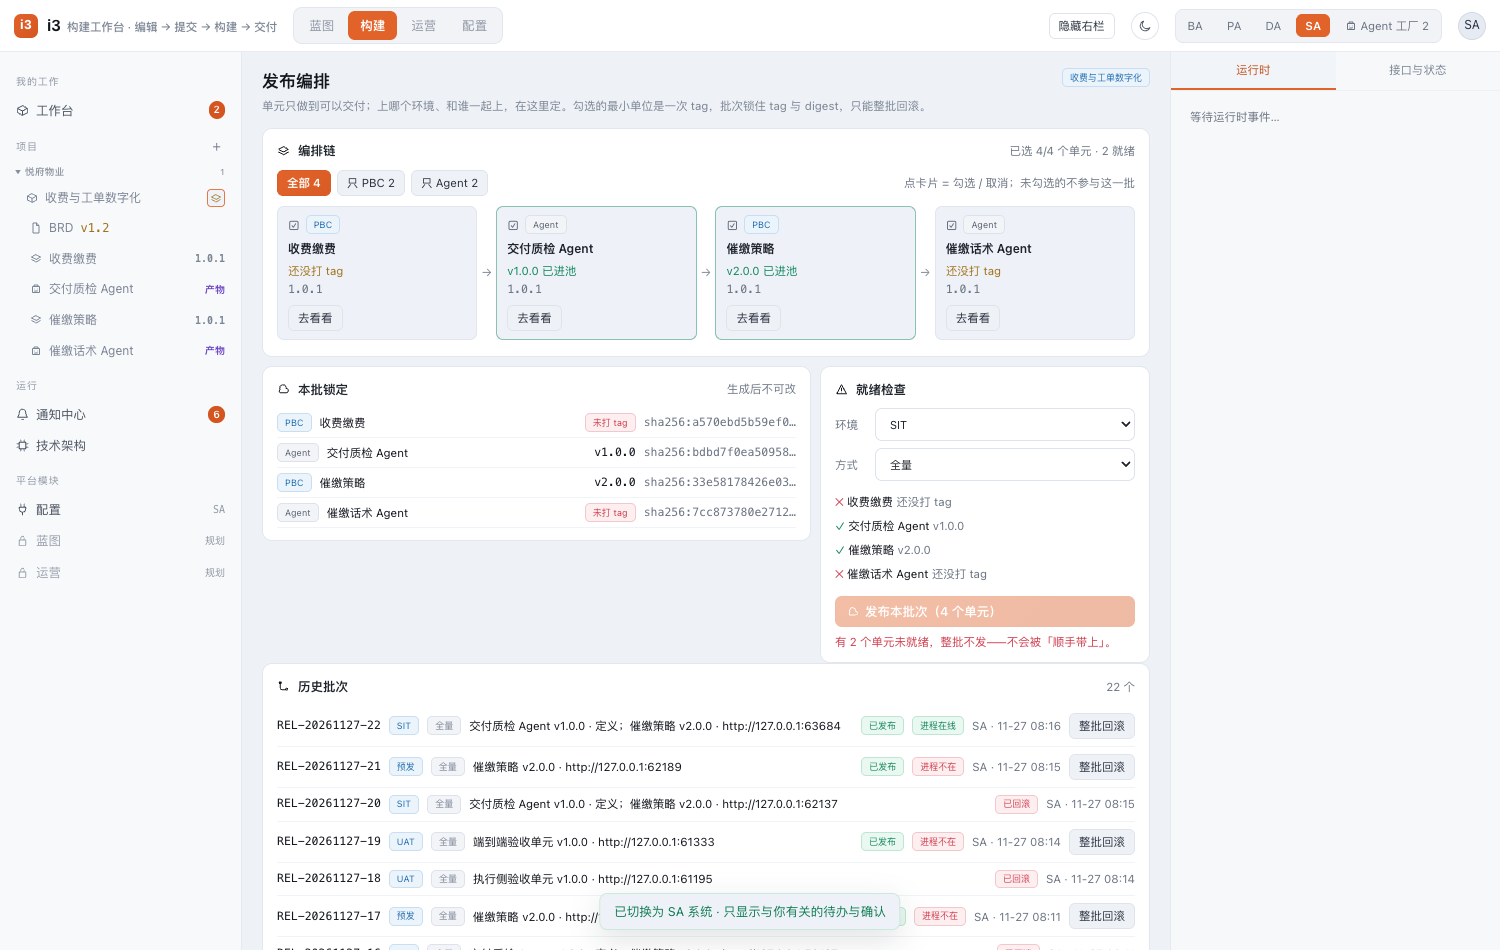 i3 i3 构建工作台 · 编辑 → 提交 → 构建 → 交付 蓝图 构建 运营 配置 隐藏右栏 BA PA DA SA Agent 工厂 2 SA
我的工作
工作台 2
项目 +
悦府物业 1
收费与工单数字化
BRD v1.2
收费缴费 1.0.1
交付质检 Agent 产物
催缴策略 1.0.1
催缴话术 Agent 产物
运行
通知中心 6
技术架构
平台模块
配置 SA
蓝图 规划
运营 规划
发布编排 收费与工单数字化
单元只做到可以交付；上哪个环境、和谁一起上，在这里定。勾选的最小单位是一次 tag，批次锁住 tag 与 digest，只能整批回滚。
编排链 已选 4/4 个单元 · 2 就绪
全部 4 只 PBC 2 只 Agent 2 点卡片 = 勾选 / 取消；未勾选的不参与这一批
PBC
收费缴费
还没打 tag
1.0.1
去看看
→
Agent
交付质检 Agent
v1.0.0 已进池
1.0.1
去看看
→
PBC
催缴策略
v2.0.0 已进池
1.0.1
去看看
→
Agent
催缴话术 Agent
还没打 tag
1.0.1
去看看
本批锁定 生成后不可改
PBC 收费缴费 未打 tag sha256:a570ebd5b59ef0…
Agent 交付质检 Agent v1.0.0 sha256:bdbd7f0ea50958…
PBC 催缴策略 v2.0.0 sha256:33e58178426e03…
Agent 催缴话术 Agent 未打 tag sha256:7cc873780e2712…
就绪检查
环境 SIT
方式 全量
收费缴费 还没打 tag
交付质检 Agent v1.0.0
催缴策略 v2.0.0
催缴话术 Agent 还没打 tag
发布本批次（4 个单元）
有 2 个单元未就绪，整批不发——不会被「顺手带上」。
历史批次 22 个
REL-20261127-22 SIT 全量 交付质检 Agent v1.0.0 · 定义；催缴策略 v2.0.0 · http://127.0.0.1:63684 已发布 进程在线 SA · 11-27 08:16 整批回滚
REL-20261127-21 预发 全量 催缴策略 v2.0.0 · http://127.0.0.1:62189 已发布 进程不在 SA · 11-27 08:15 整批回滚
REL-20261127-20 SIT 全量 交付质检 Agent v1.0.0 · 定义；催缴策略 v2.0.0 · http://127.0.0.1:62137 已回滚 SA · 11-27 08:15
REL-20261127-19 UAT 全量 端到端验收单元 v1.0.0 · http://127.0.0.1:61333 已发布 进程不在 SA · 11-27 08:14 整批回滚
REL-20261127-18 UAT 全量 执行侧验收单元 v1.0.0 · http://127.0.0.1:61195 已回滚 SA · 11-27 08:14
REL-20261127-17 预发 全量 催缴策略 v2.0.0 · http:/ 进程不在 SA · 11-27 08:11 整批回滚
已切换为 SA 系统 · 只显示与你有关的待办与确认
运行时 接口与状态
等待运行时事件…